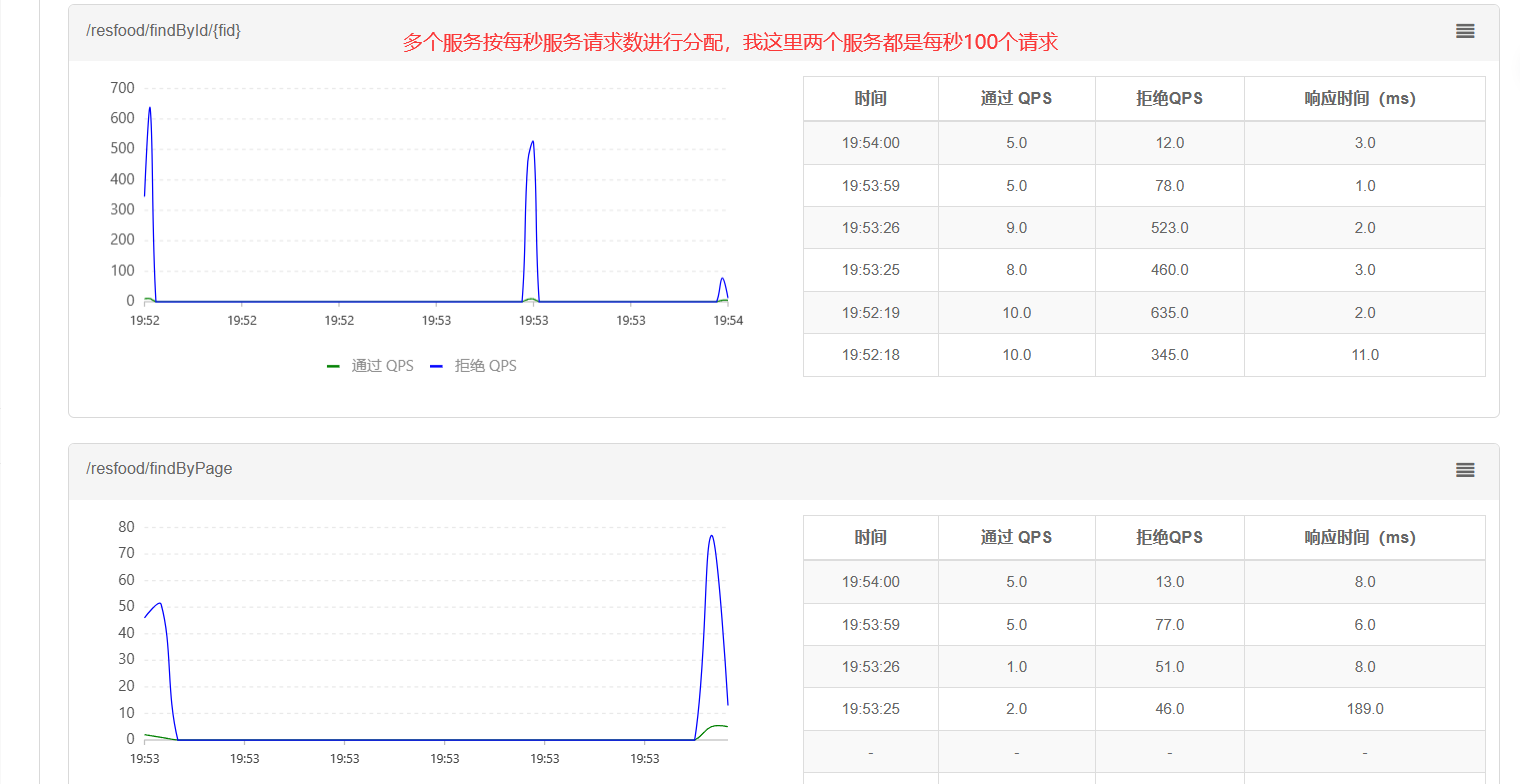 /resfood/findById/{fid}
多个服务按每秒服务请求数进行分配，我这里两个服务都是每秒100个请求
700
600
500
400
300
200
100
0
19:52 19:52 19:52 19:53 19:53 19:53 19:54
通过 QPS 拒绝 QPS
时间 通过 QPS 拒绝QPS 响应时间（ms）
19:54:00 5.0 12.0 3.0
19:53:59 5.0 78.0 1.0
19:53:26 9.0 523.0 2.0
19:53:25 8.0 460.0 3.0
19:52:19 10.0 635.0 2.0
19:52:18 10.0 345.0 11.0
/resfood/findByPage
80
70
60
50
40
30
20
10
0
19:53 19:53 19:53 19:53 19:53 19:53
时间 通过 QPS 拒绝QPS 响应时间（ms）
19:54:00 5.0 13.0 8.0
19:53:59 5.0 77.0 6.0
19:53:26 1.0 51.0 8.0
19:53:25 2.0 46.0 189.0
- - - -